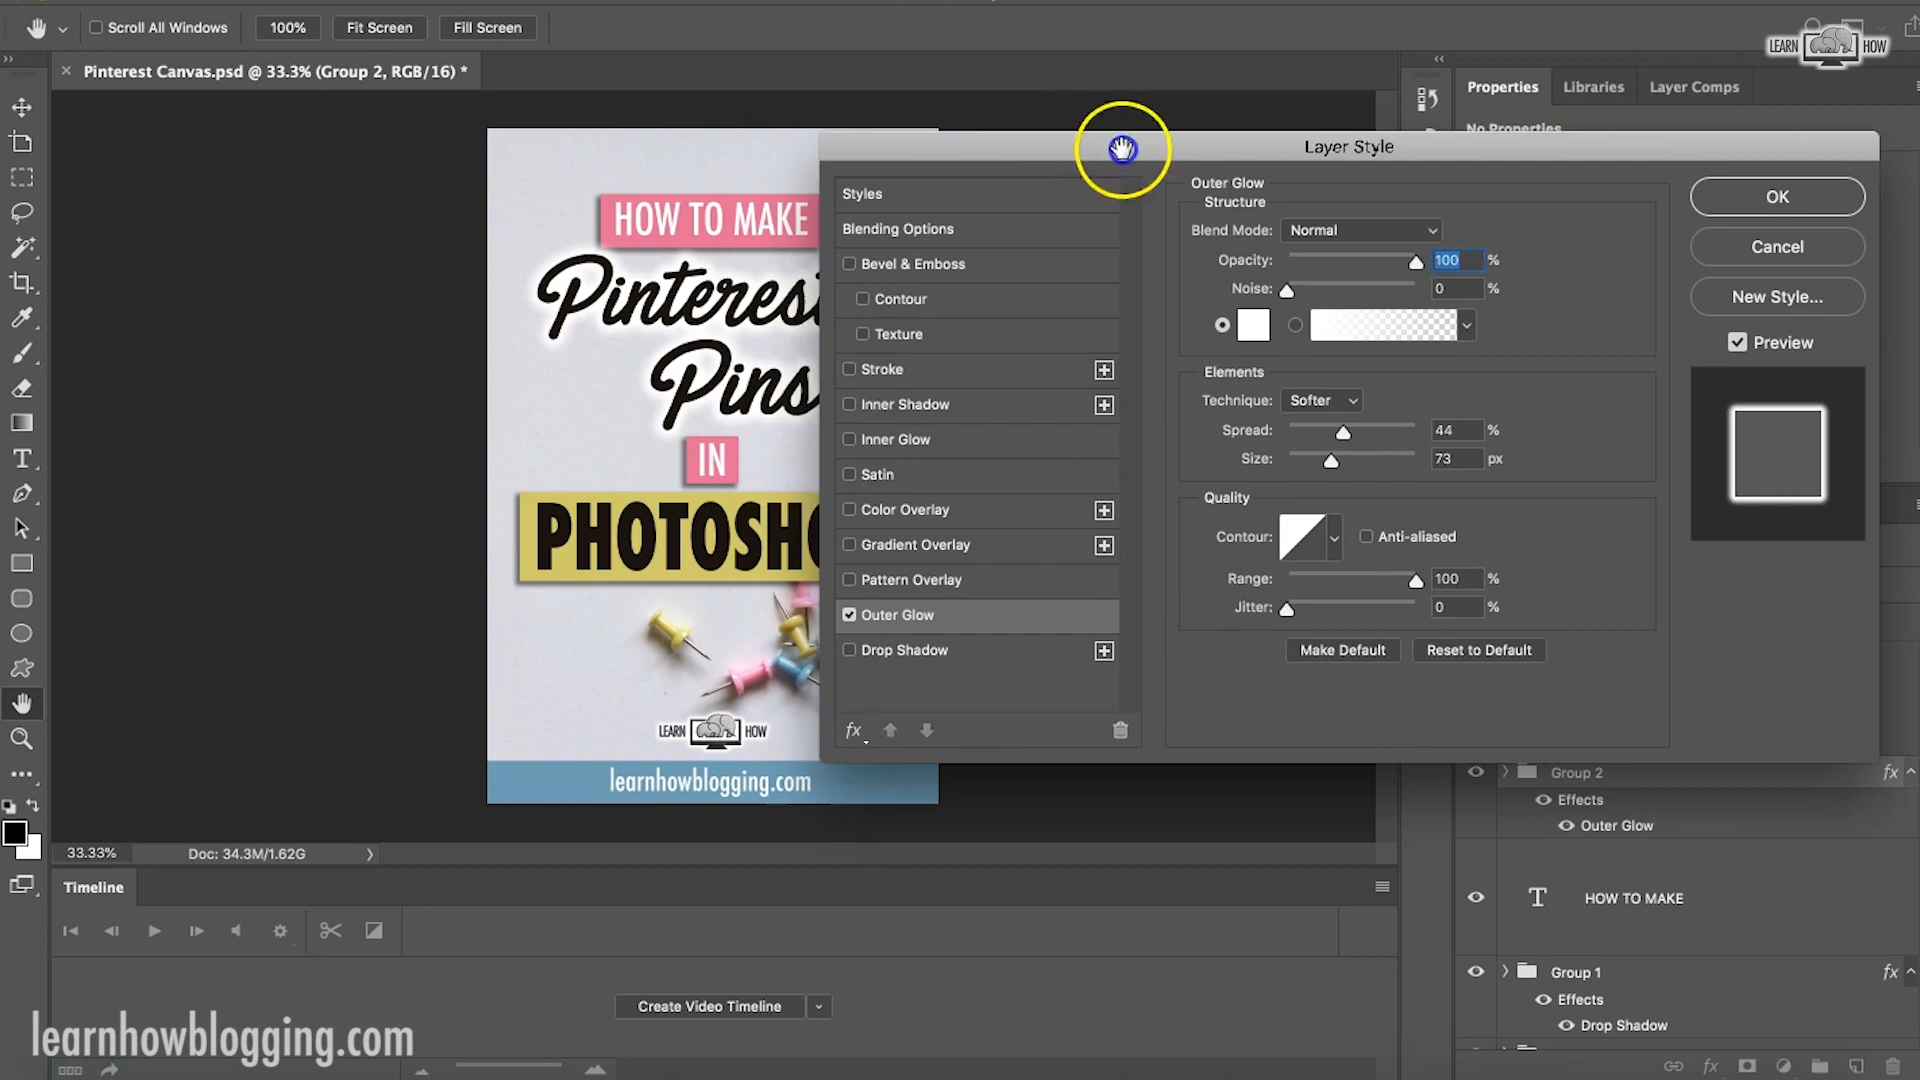 Scroll All Windows 100% Fit Screen Fill Screen
LEARN HOW
× Pinterest Canvas.psd @ 33.3% (Group 2, RGB/16) *
Properties Libraries Layer Comps
No Properties
Layer Style
HOW TO MAKE
Pinterest
Pins
IN
PHOTOSHO
LEARN HOW
learnhowblogging.com
Styles
Blending Options
Bevel & Emboss
Contour
Texture
Stroke
Inner Shadow
Inner Glow
Satin
Color Overlay
Gradient Overlay
Pattern Overlay
Outer Glow
Drop Shadow
fx
Outer Glow
Structure
Blend Mode: Normal
Opacity: 100 %
Noise: 0 %
Elements
Technique: Softer
Spread: 44 %
Size: 73 px
Quality
Contour: Anti-aliased
Range: 100 %
Jitter: 0 %
Make Default Reset to Default
OK
Cancel
New Style...
Preview
Group 2 fx
Effects
Outer Glow
T HOW TO MAKE
Group 1 fx
Effects
Drop Shadow
fx
33.33% Doc: 34.3M/1.62G
Timeline
Create Video Timeline
learnhowblogging.com